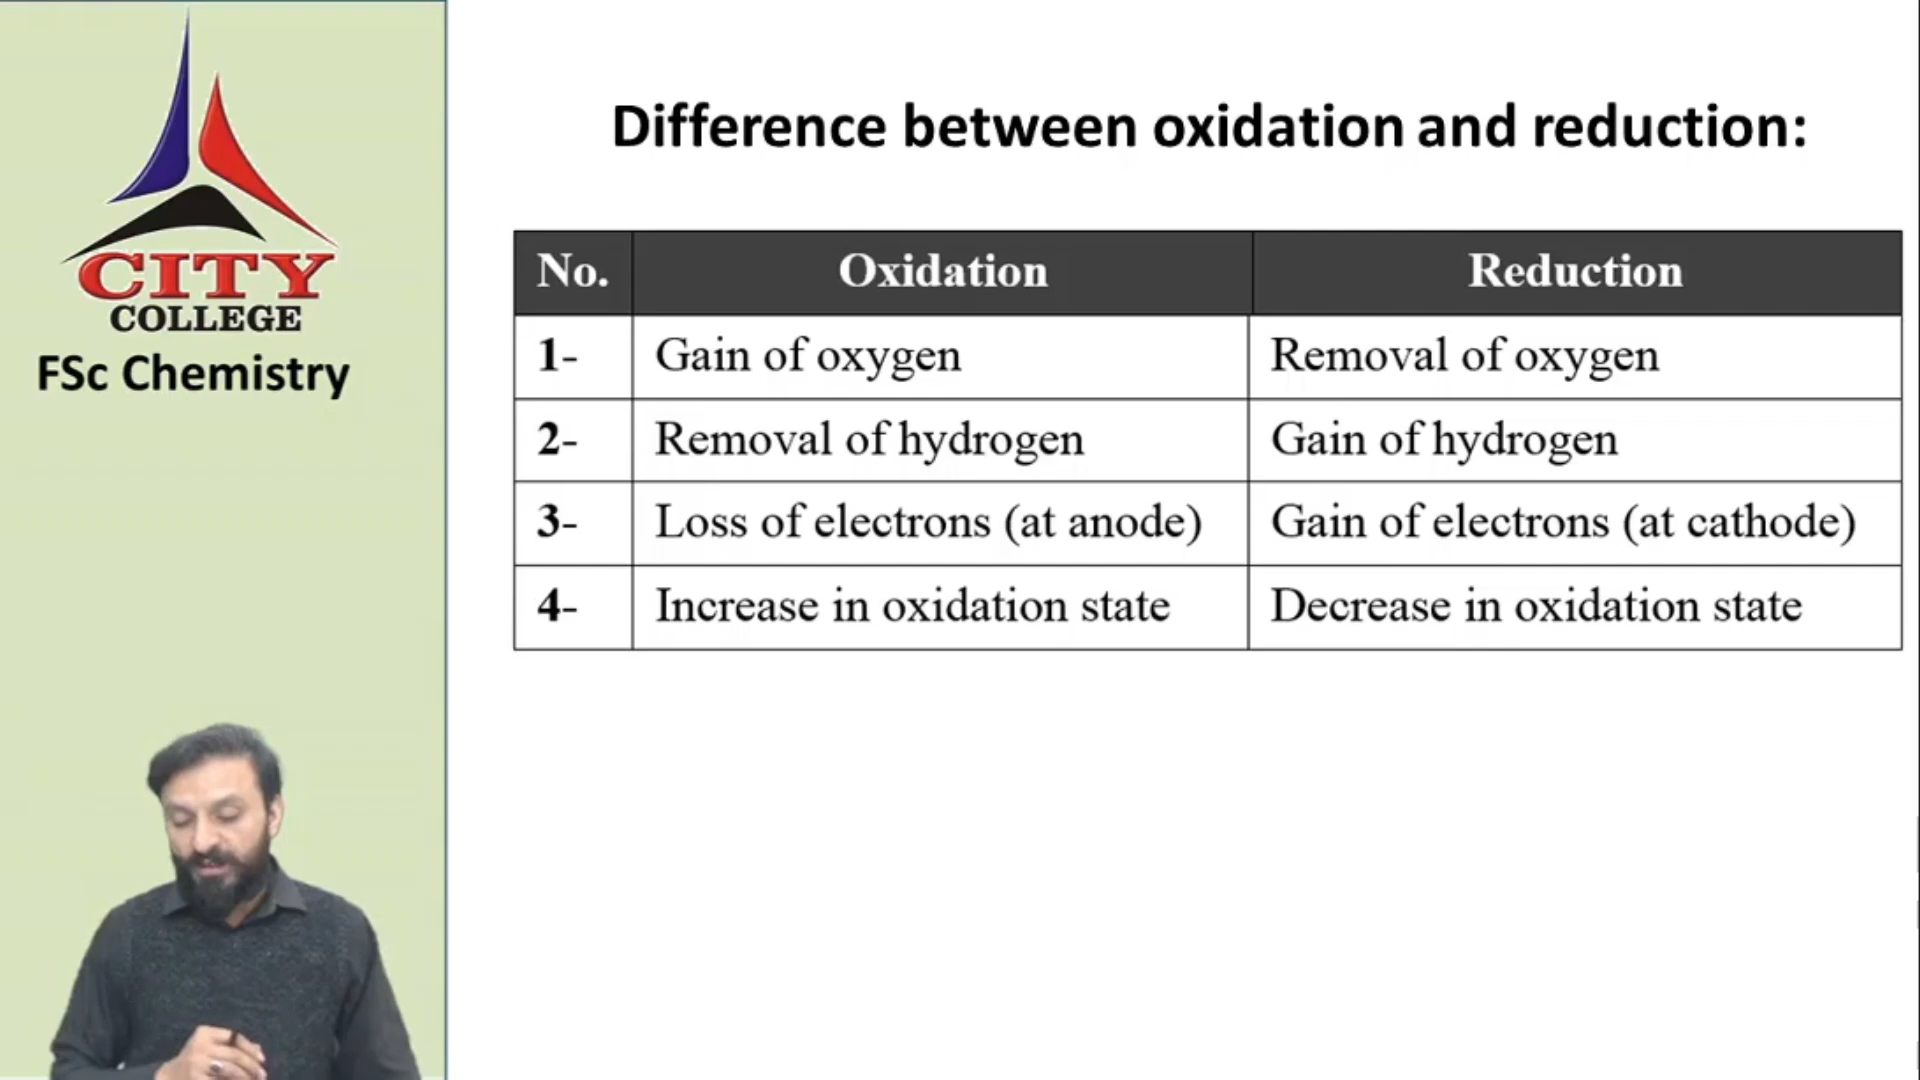 CITY
COLLEGE
FSc Chemistry
Difference between oxidation and reduction:
No. Oxidation Reduction
1- Gain of oxygen Removal of oxygen
2- Removal of hydrogen Gain of hydrogen
3- Loss of electrons (at anode) Gain of electrons (at cathode)
4- Increase in oxidation state Decrease in oxidation state